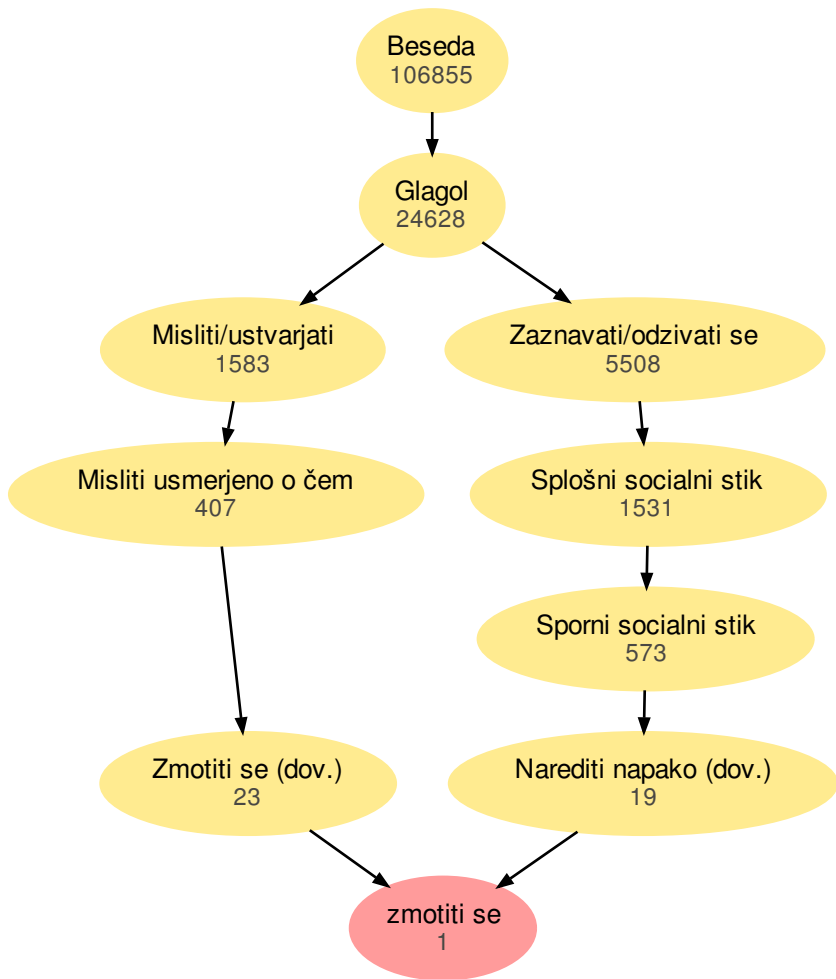 Beseda
106855
Glagol
24628
Misliti/ustvarjati
1583
Zaznavati/odzivati se
5508
Misliti usmerjeno o čem
407
Splošni socialni stik
1531
Sporni socialni stik
573
Zmotiti se (dov.)
23
Narediti napako (dov.)
19
zmotiti se
1